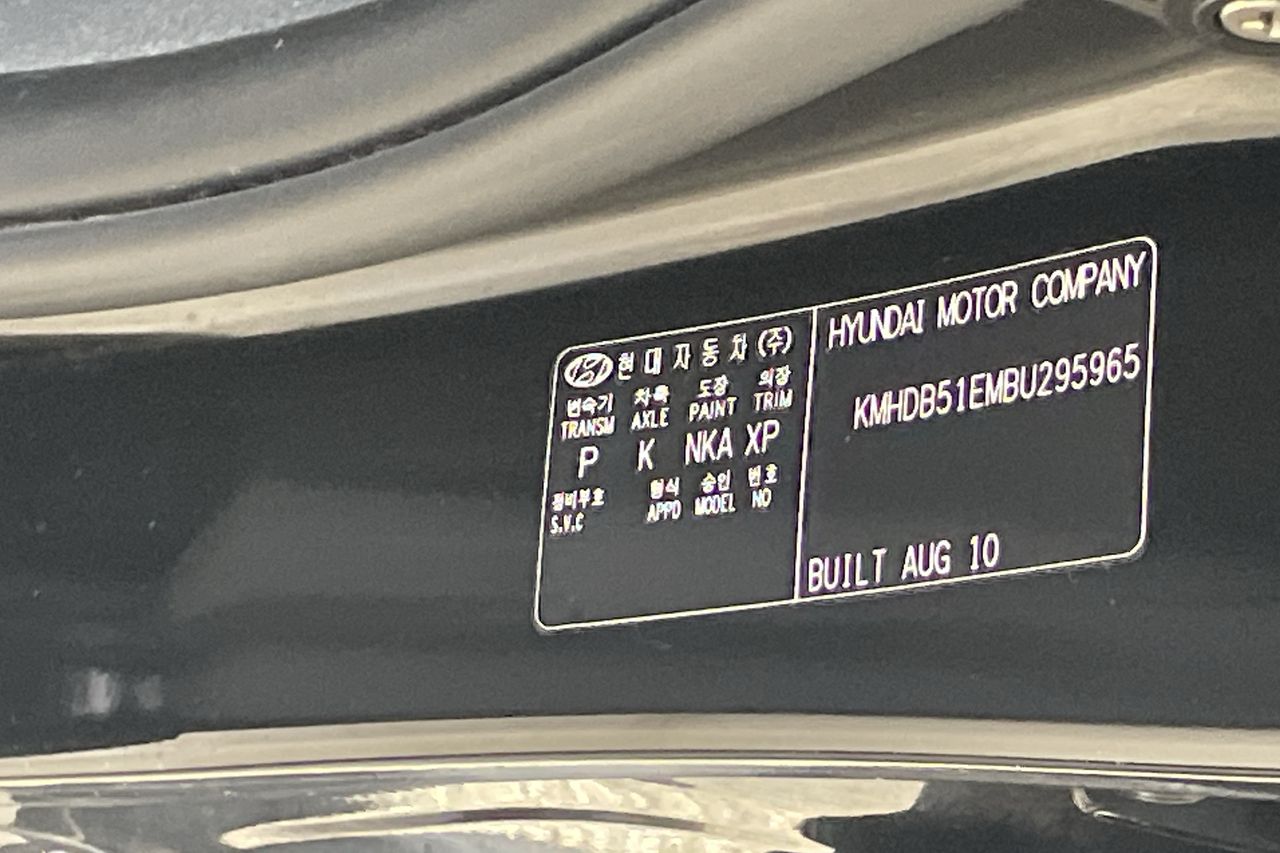 현대자동차(주)
변속기 차축 도장 의장
TRANSM AXLE PAINT TRIM
P K NKA XP
정비부호 형식 승인 번호
S.V.C APPD MODEL NO
HYUNDAI MOTOR COMPANY
KMHDB51EMBU295965
BUILT AUG 10